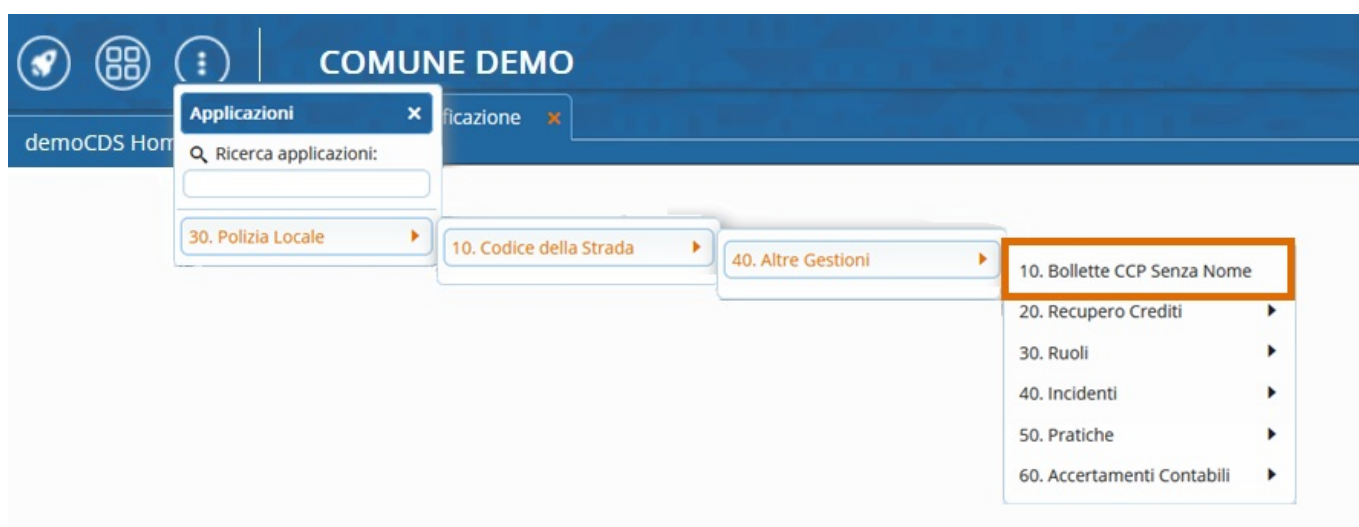 COMUNE DEMO
demoCDS Hom
ficazione
Applicazioni
Ricerca applicazioni:
30. Polizia Locale
10. Codice della Strada
40. Altre Gestioni
10. Bollette CCP Senza Nome
20. Recupero Crediti
30. Ruoli
40. Incidenti
50. Pratiche
60. Accertamenti Contabili